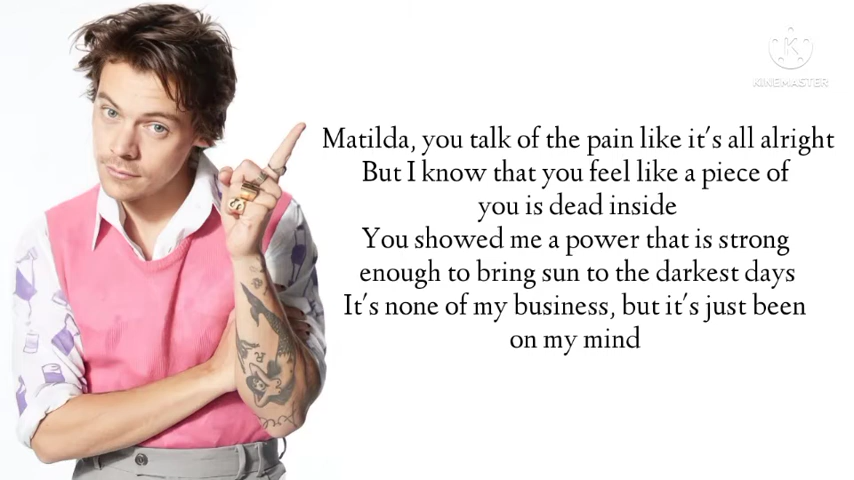 KINEMASTER
Matilda, you talk of the pain like it's all alright
But I know that you feel like a piece of
you is dead inside
You showed me a power that is strong
enough to bring sun to the darkest days
It's none of my business, but it's just been
on my mind